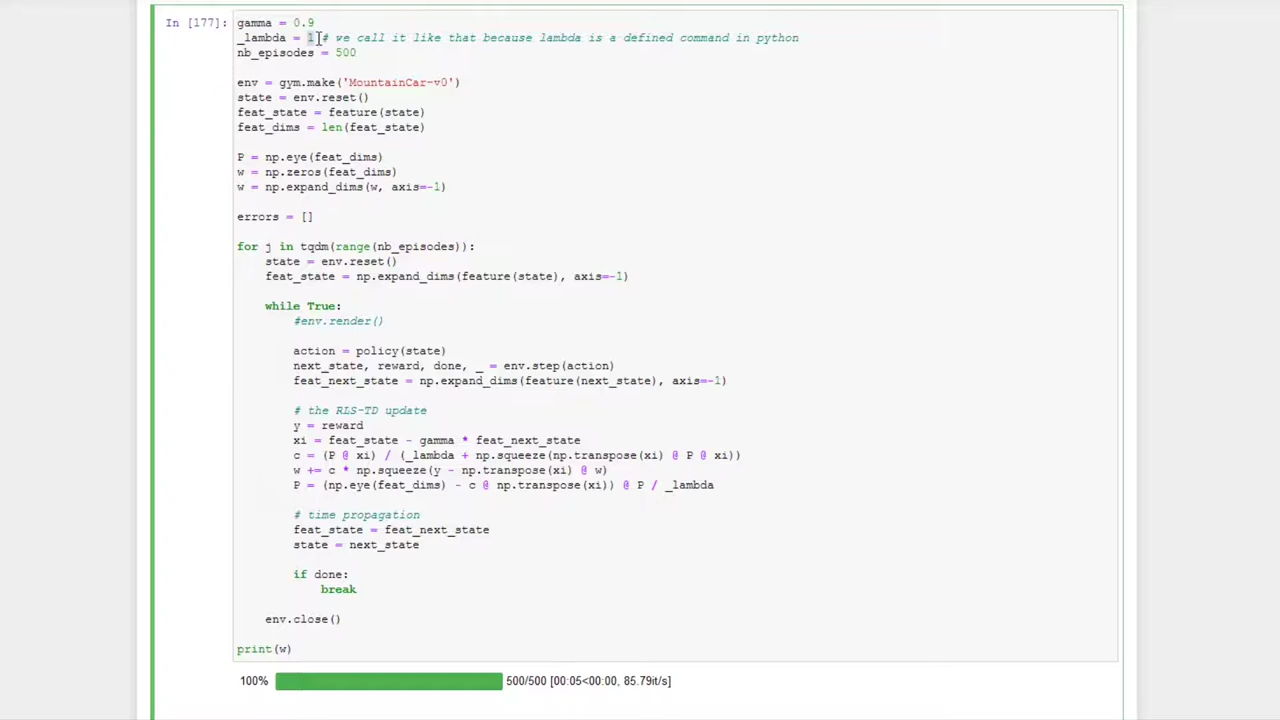 In [177]:
gamma = 0.9
_lambda = 1 # we call it like that because lambda is a defined command in python
nb_episodes = 500
env = gym.make('MountainCar-v0')
state = env.reset()
feat_state = feature(state)
feat_dims = len(feat_state)
P = np.eye(feat_dims)
w = np.zeros(feat_dims)
w = np.expand_dims(w, axis=-1)
errors = []
for j in tqdm(range(nb_episodes)):
    state = env.reset()
    feat_state = np.expand_dims(feature(state), axis=-1)
    while True:
        #env.render()
        action = policy(state)
        next_state, reward, done, _ = env.step(action)
        feat_next_state = np.expand_dims(feature(next_state), axis=-1)
        # the RLS-TD update
        y = reward
        xi = feat_state - gamma * feat_next_state
        c = (P @ xi) / (_lambda + np.squeeze(np.transpose(xi) @ P @ xi))
        w += c * np.squeeze(y - np.transpose(xi) @ w)
        P = (np.eye(feat_dims) - c @ np.transpose(xi)) @ P / _lambda
        # time propagation
        feat_state = feat_next_state
        state = next_state
        if done:
            break
    env.close()
print(w)
100% 500/500 [00:05<00:00, 85.79it/s]